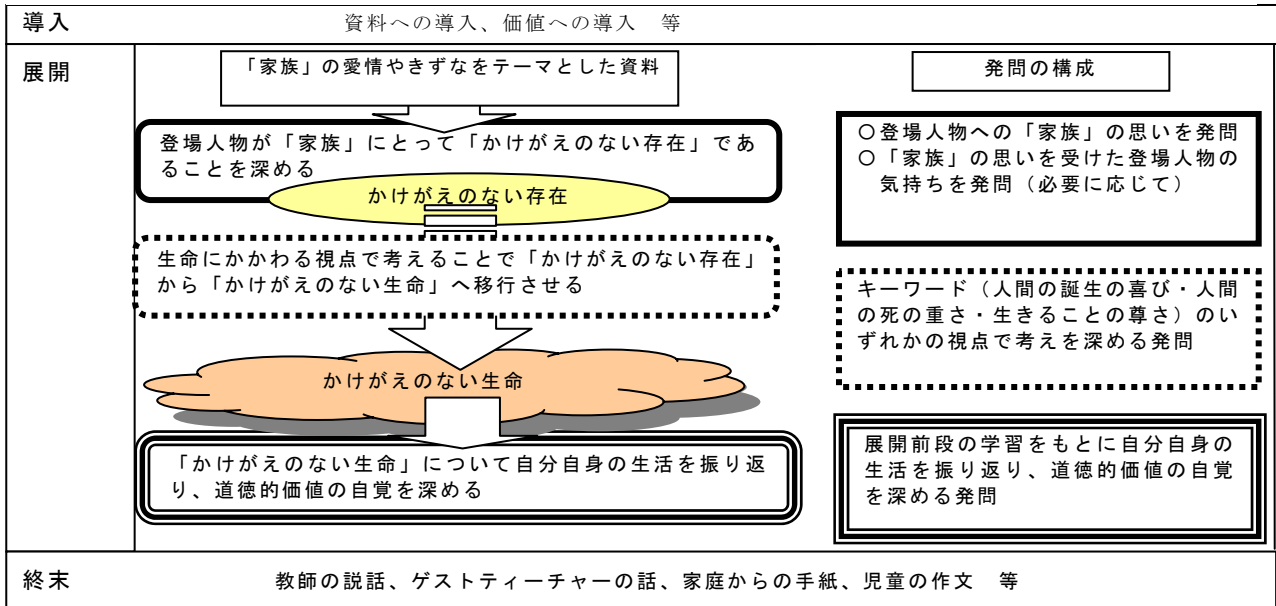 導入
資料への導入、価値への導入　等
展開
「家族」の愛情やきずなをテーマとした資料
登場人物が「家族」にとって「かけがえのない存在」であ
ることを深める
かけがえのない存在
生命にかかわる視点で考えることで「かけがえのない存在」
から「かけがえのない生命」へ移行させる
かけがえのない生命
「かけがえのない生命」について自分自身の生活を振り返
り、道徳的価値の自覚を深める
発問の構成
○登場人物への「家族」の思いを発問
○「家族」の思いを受けた登場人物の
気持ちを発問（必要に応じて）
キーワード（人間の誕生の喜び・人間
の死の重さ・生きることの尊さ）のい
ずれかの視点で考えを深める発問
展開前段の学習をもとに自分自身の
生活を振り返り、道徳的価値の自覚
を深める発問
終末
教師の説話、ゲストティーチャーの話、家庭からの手紙、児童の作文　等